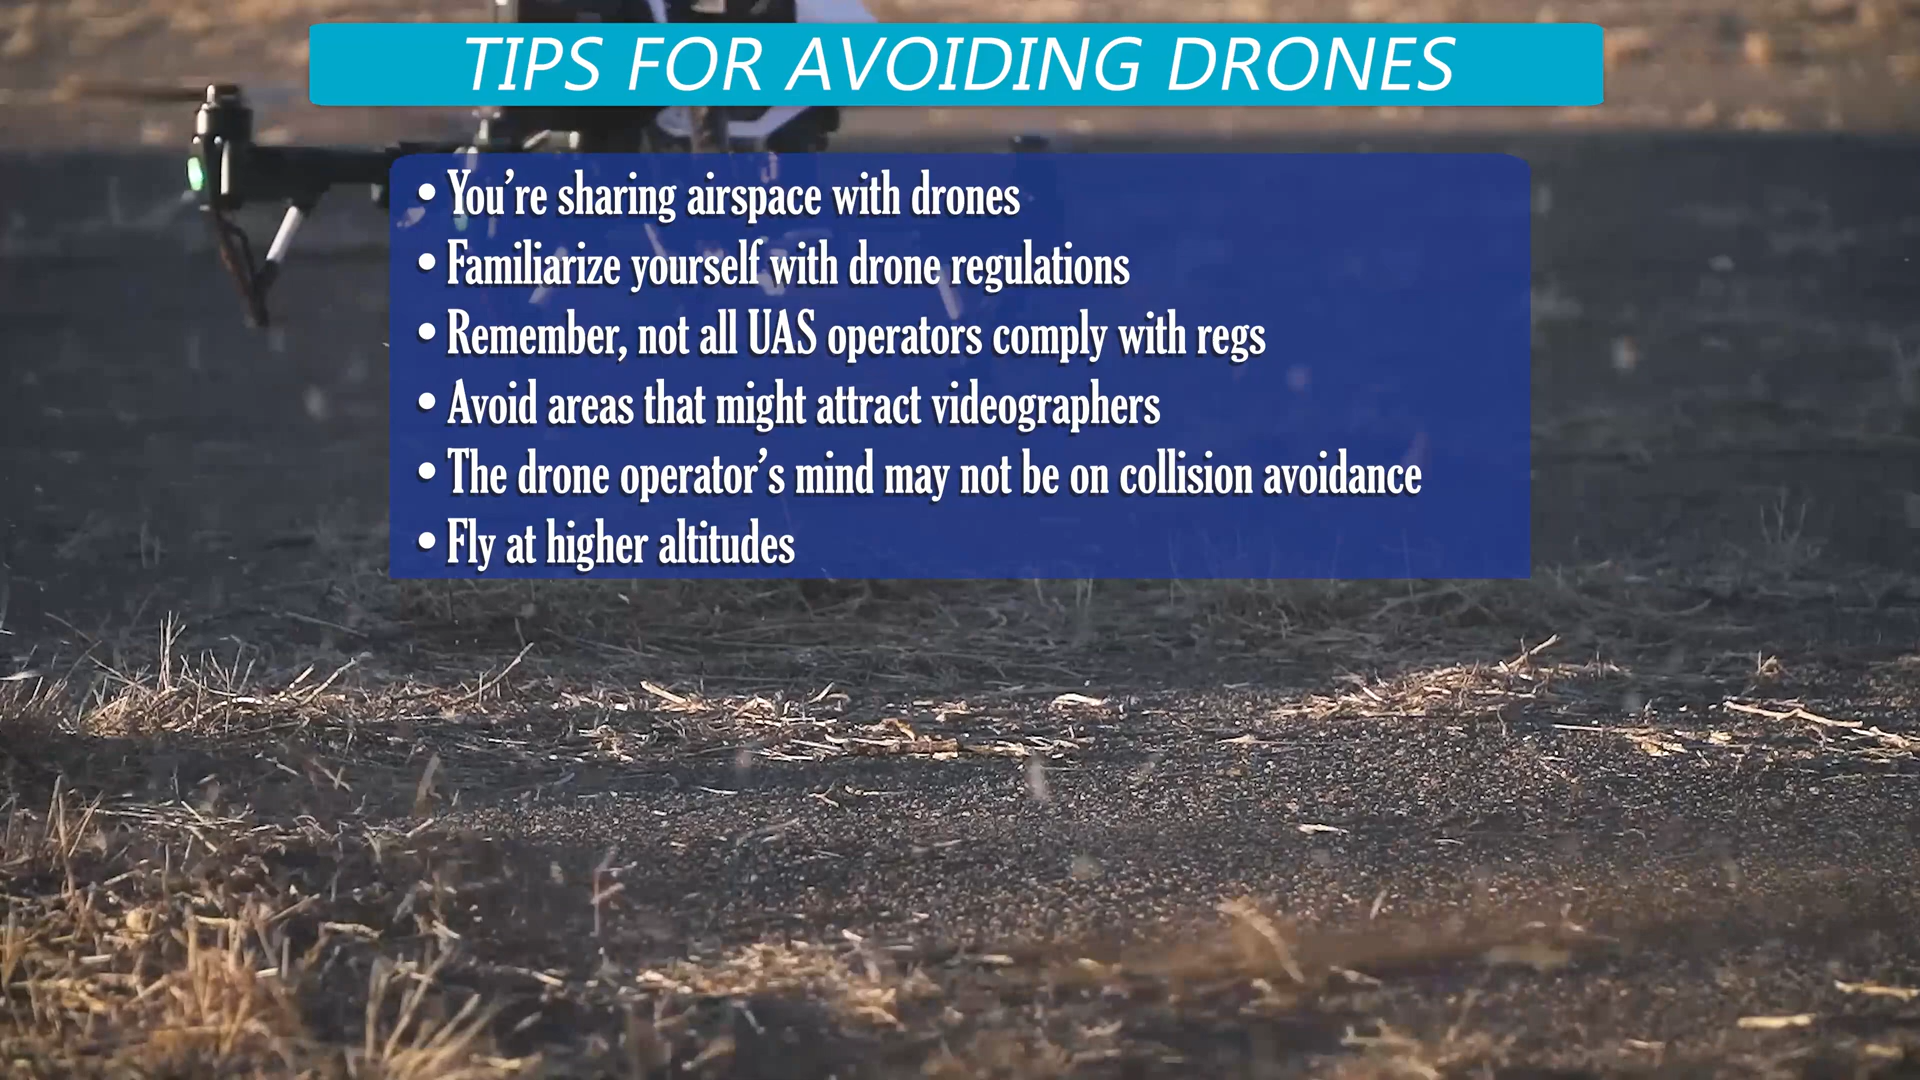 TIPS FOR AVOIDING DRONES
• You’re sharing airspace with drones
• Familiarize yourself with drone regulations
• Remember, not all UAS operators comply with regs
• Avoid areas that might attract videographers
• The drone operator’s mind may not be on collision avoidance
• Fly at higher altitudes